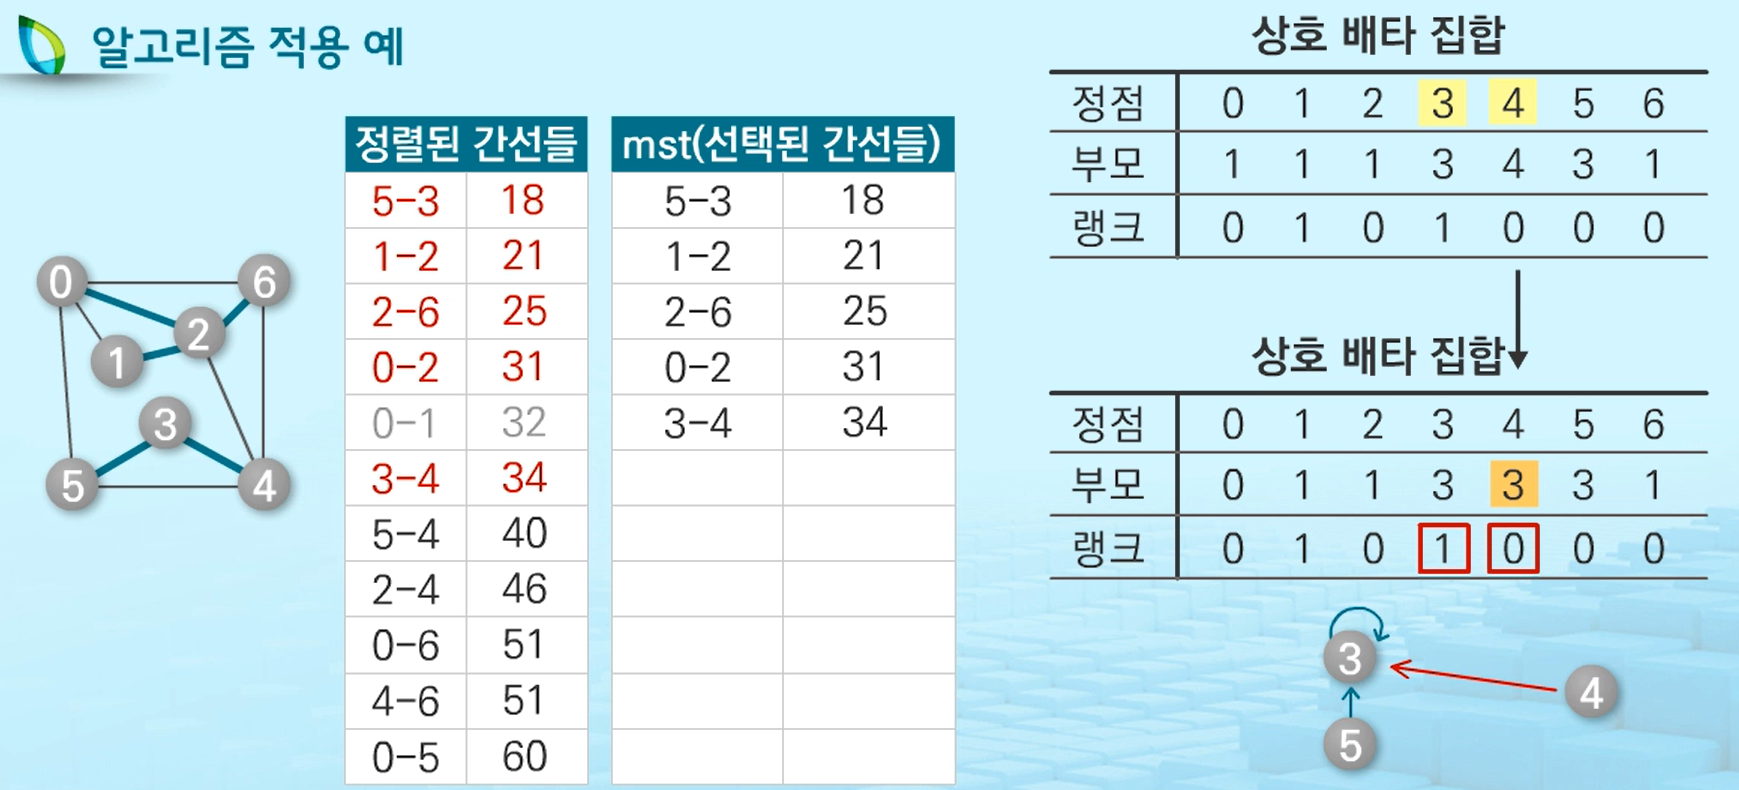 알고리즘 적용 예
0
6
2
1
3
5
4
정렬된 간선들
5-3 18
1-2 21
2-6 25
0-2 31
0-1 32
3-4 34
5-4 40
2-4 46
0-6 51
4-6 51
0-5 60
mst(선택된 간선들)
5-3 18
1-2 21
2-6 25
0-2 31
3-4 34
상호 배타 집합
정점 0 1 2 3 4 5 6
부모 1 1 1 3 4 3 1
랭크 0 1 0 1 0 0 0
상호 배타 집합
정점 0 1 2 3 4 5 6
부모 0 1 1 3 3 3 1
랭크 0 1 0 1 0 0 0
3
4
5